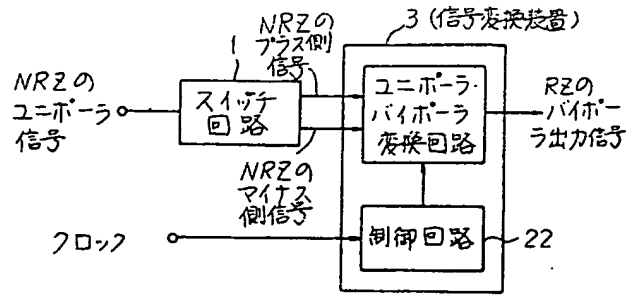 NRZの
プラス側
信号
3(信号変換装置)
1
NRZの
ユニポーラ
信号
スイッチ
回路
ユニポーラ・
バイポーラ
変換回路
RZの
バイポー
ラ出力信号
NRZの
マイナス
側信号
クロック
制御回路
22